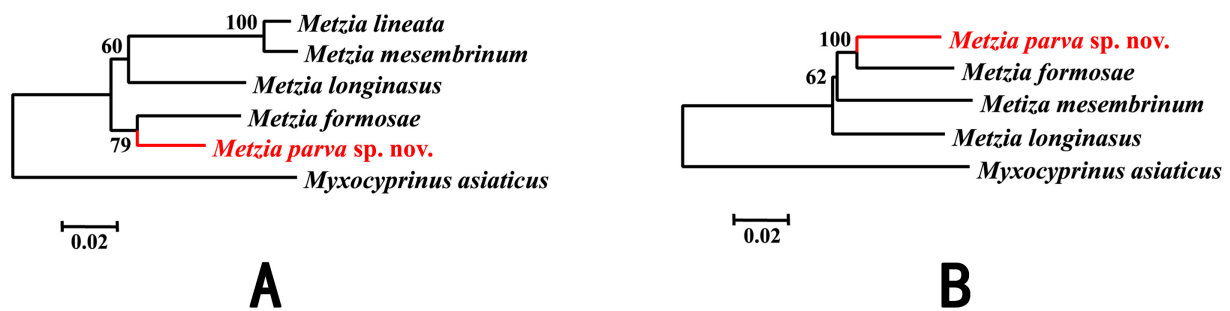 100
Metzia lineata
60
Metzia mesembrinum
Metzia longinasus
Metzia formosae
79
Metzia parva sp. nov.
Myxocyprinus asiaticus
0.02
A
100
Metzia parva sp. nov.
Metzia formosae
62
Metiza mesembrinum
Metzia longinasus
Myxocyprinus asiaticus
0.02
B